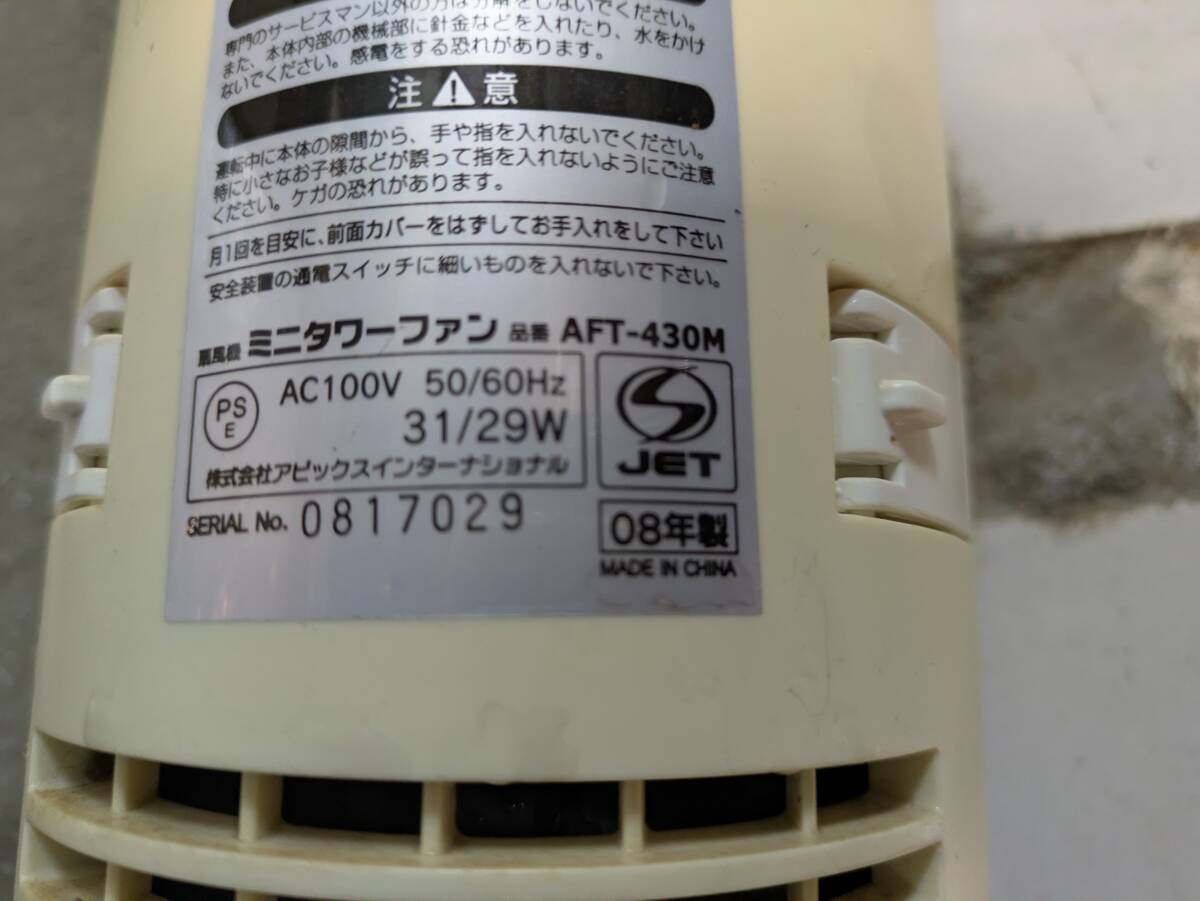 専門のサービスマン以外の方は分解をしないでください。
また、本体内部の機械部に針金などを入れたり、水をかけ
ないでください。感電をする恐れがあります。
注 意
運転中に本体の隙間から、手や指を入れないでください。
特に小さなお子様などが誤って指を入れないようにご注意
ください。ケガの恐れがあります。
月1回を目安に、前面カバーをはずしてお手入れをして下さい
安全装置の通電スイッチに細いものを入れないで下さい。
扇風機 ミニタワーファン 品番 AFT-430M
PS
E
AC100V 50/60Hz
31/29W
株式会社アピックスインターナショナル
JET
SERIAL No. 0817029
08年製
MADE IN CHINA